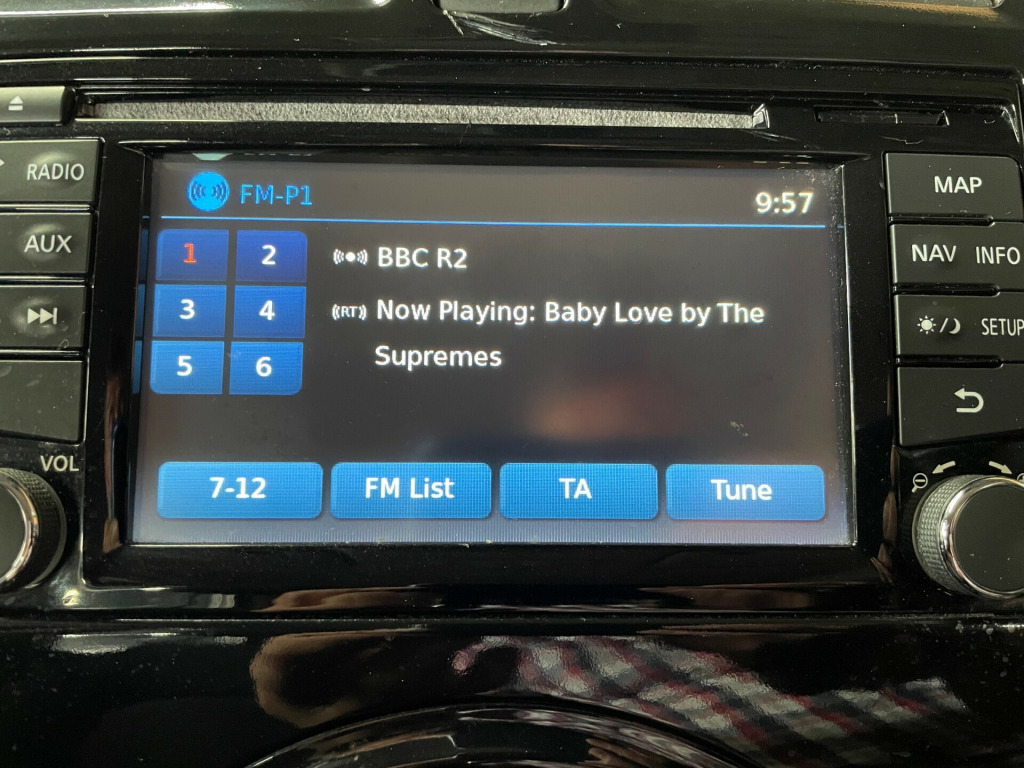 RADIO
AUX
VOL
FM-P1
9:57
1
2
BBC R2
3
4
(RT) Now Playing: Baby Love by The
Supremes
5
6
7-12
FM List
TA
Tune
MAP
NAV
INFO
SETUP